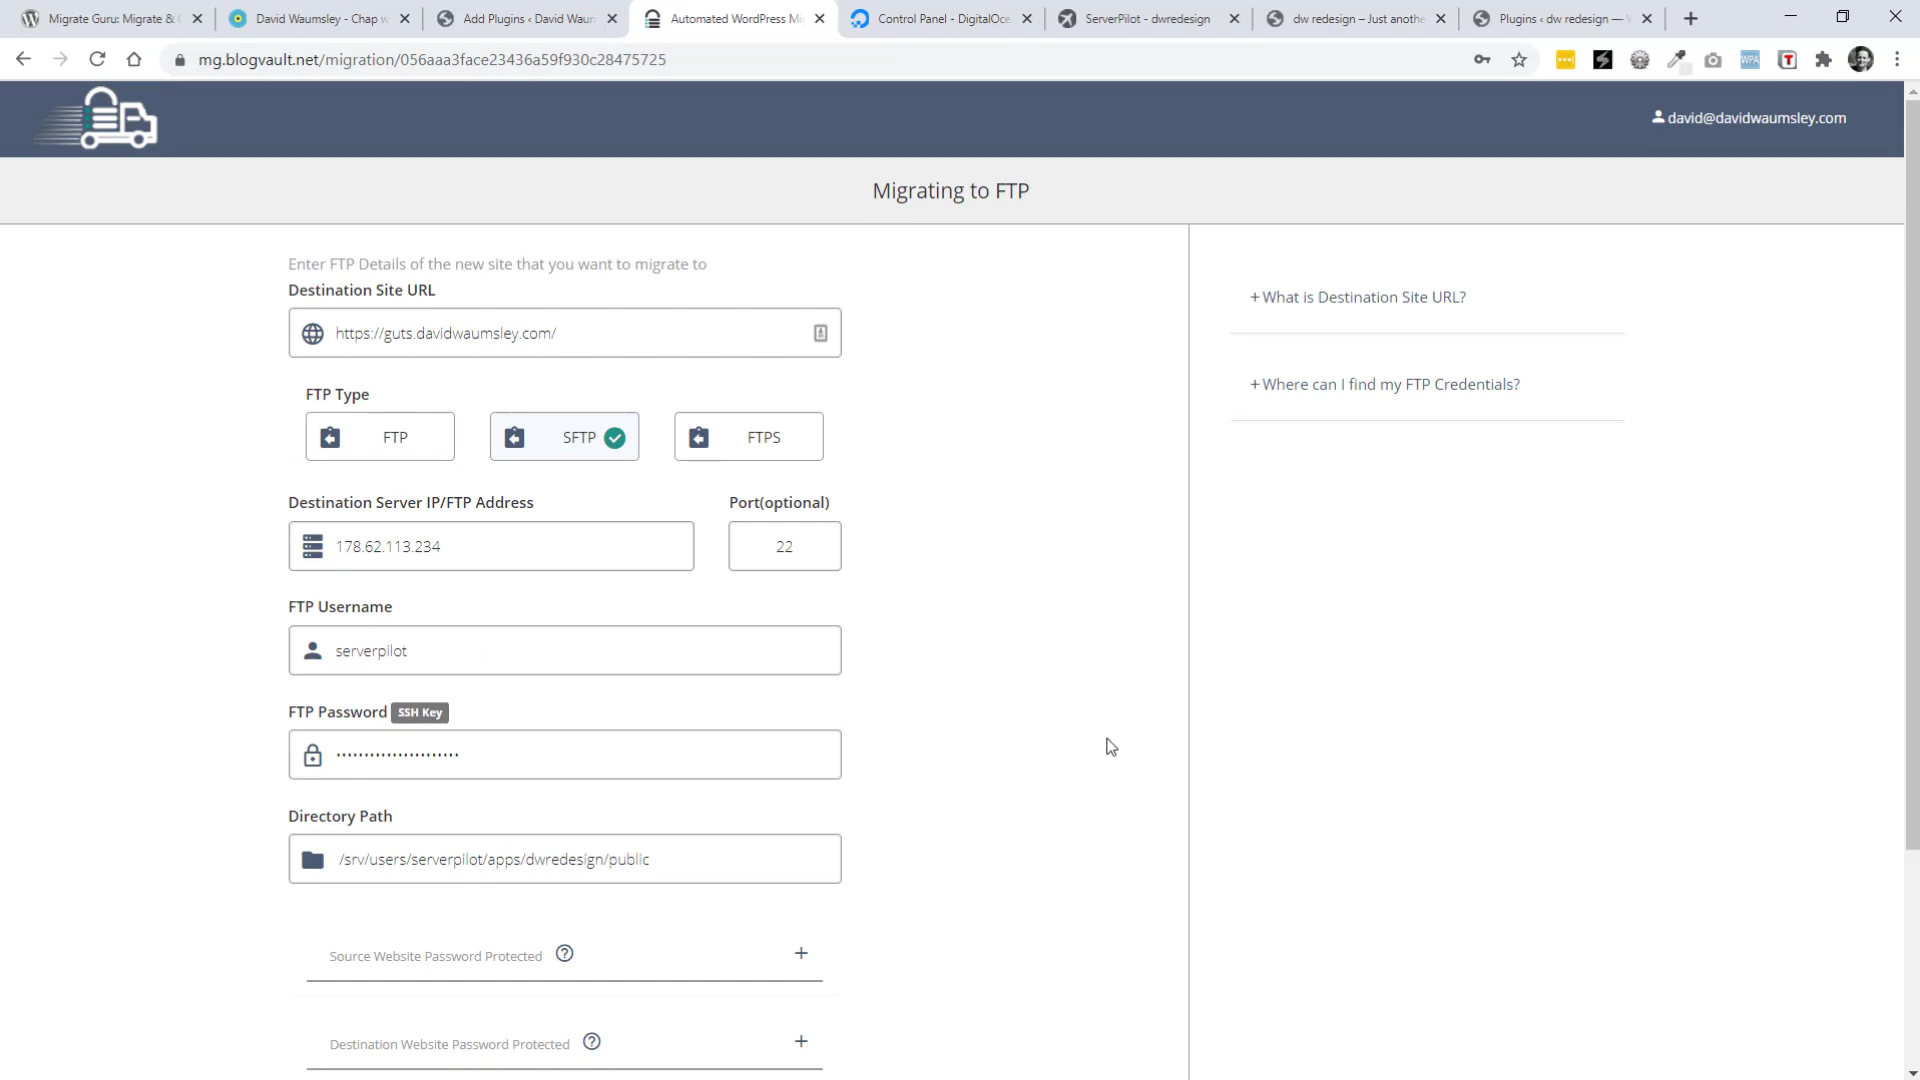 Migrate Guru: Migrate & C
David Waumsley - Chap w
Add Plugins ‹ David Waum
Automated WordPress Mi
Control Panel - DigitalOce
ServerPilot - dwredesign
dw redesign – Just anothe
Plugins ‹ dw redesign — W
mg.blogvault.net/migration/056aaa3face23436a59f930c28475725
WPA
T
david@davidwaumsley.com
Migrating to FTP
Enter FTP Details of the new site that you want to migrate to
Destination Site URL
https://guts.davidwaumsley.com/
FTP Type
FTP
SFTP
FTPS
Destination Server IP/FTP Address
Port(optional)
178.62.113.234
22
FTP Username
serverpilot
FTP Password SSH Key
Directory Path
/srv/users/serverpilot/apps/dwredesign/public
Source Website Password Protected ?
+
Destination Website Password Protected ?
+
+ What is Destination Site URL?
+ Where can I find my FTP Credentials?